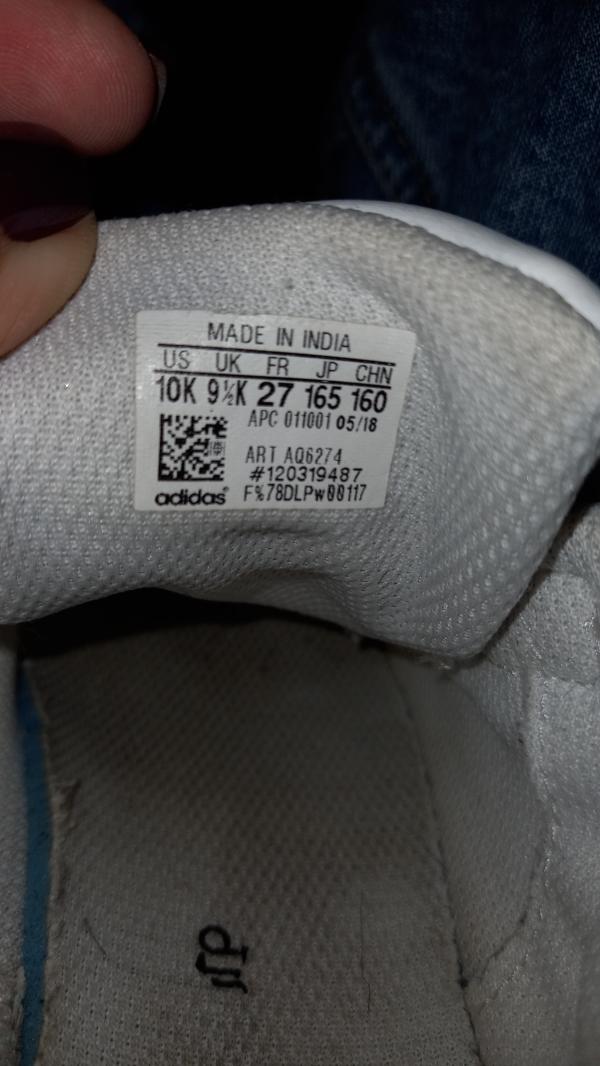 MADE IN INDIA
US UK FR JP CHN
10K 9½K 27 165 160
APC 011001 05/18
ART AQ6274
#120319487
adidas® F%78DLPw00117